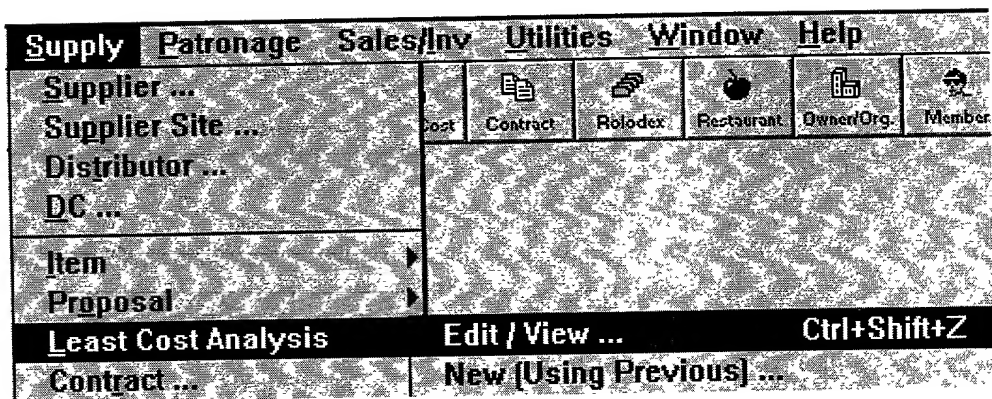 Supply Patronage Sales/Inv Utilities Window Help
Supplier ...
Supplier Site ...
Distributor ...
DC ...
Cost Contract Rolodex Restaurant Owner/Org. Member
Item
Proposal
Least Cost Analysis Edit / View ... Ctrl+Shift+Z
Contract ... New (Using Previous) ...